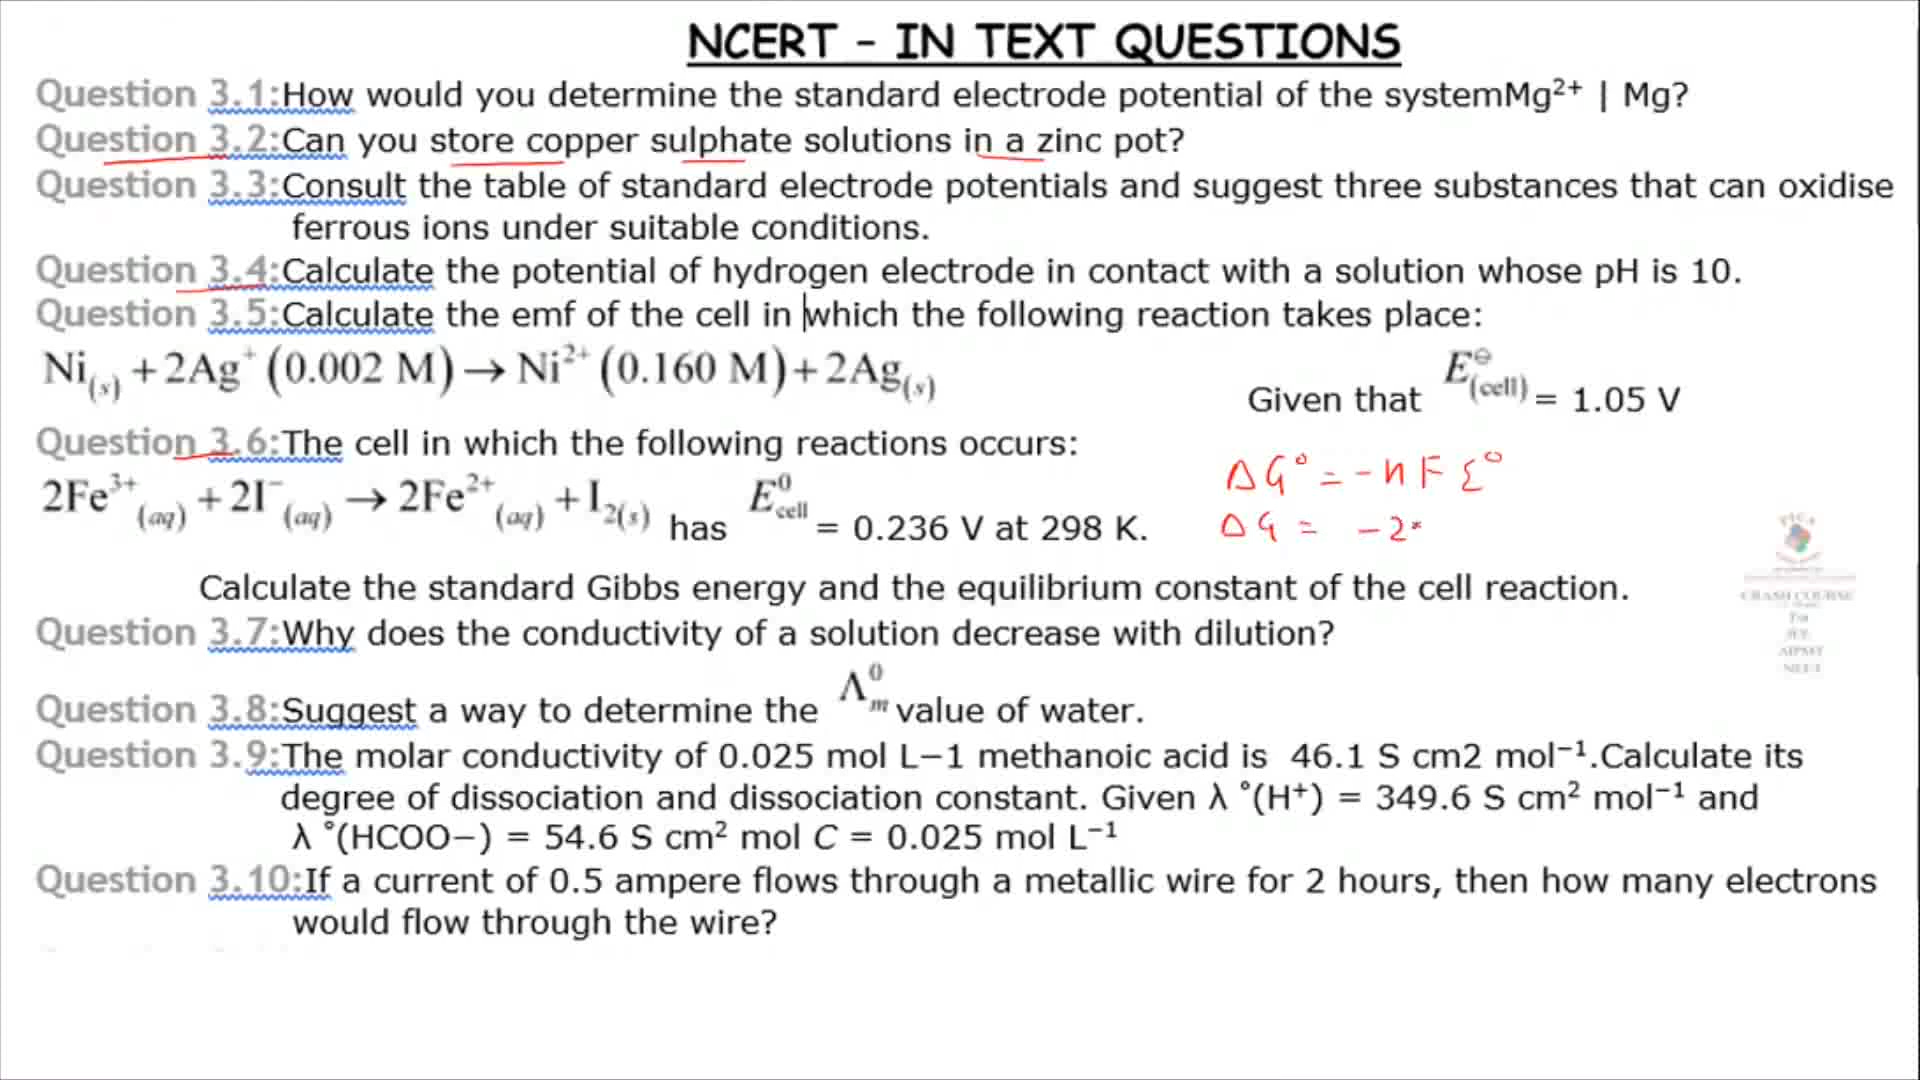 NCERT – IN TEXT QUESTIONS
Question 3.1:How would you determine the standard electrode potential of the systemMg²⁺ | Mg?
Question 3.2:Can you store copper sulphate solutions in a zinc pot?
Question 3.3:Consult the table of standard electrode potentials and suggest three substances that can oxidise
ferrous ions under suitable conditions.
Question 3.4:Calculate the potential of hydrogen electrode in contact with a solution whose pH is 10.
Question 3.5:Calculate the emf of the cell in which the following reaction takes place:
Ni₍s₎ + 2Ag⁺ (0.002 M) → Ni²⁺ (0.160 M) + 2Ag₍s₎ Given that E⊖(cell) = 1.05 V
Question 3.6:The cell in which the following reactions occurs:
ΔG° = -nFE°
2Fe³⁺(aq) + 2I⁻(aq) → 2Fe²⁺(aq) + I₂(s) has E⁰cell = 0.236 V at 298 K.
ΔG = -2*
Calculate the standard Gibbs energy and the equilibrium constant of the cell reaction.
Question 3.7:Why does the conductivity of a solution decrease with dilution?
Question 3.8:Suggest a way to determine the Λ⁰m value of water.
Question 3.9:The molar conductivity of 0.025 mol L−1 methanoic acid is 46.1 S cm2 mol⁻¹.Calculate its
degree of dissociation and dissociation constant. Given λ °(H⁺) = 349.6 S cm² mol⁻¹ and
λ °(HCOO−) = 54.6 S cm² mol C = 0.025 mol L⁻¹
Question 3.10:If a current of 0.5 ampere flows through a metallic wire for 2 hours, then how many electrons
would flow through the wire?
CRASH COURSE
For
AIPMT
NEET